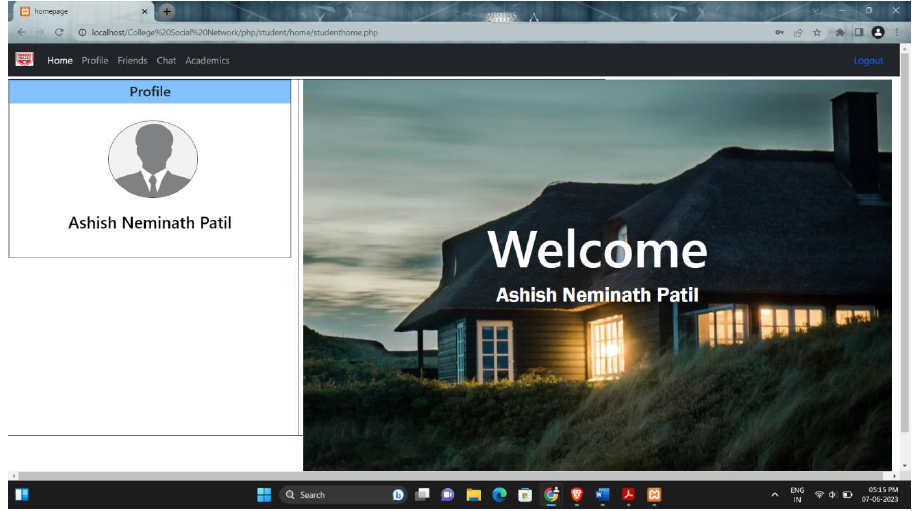 homepage
localhost/College%20Social%20Network/php/student/home/studenthome.php
Home Profile Friends Chat Academics Logout
Profile
Ashish Neminath Patil
Welcome
Ashish Neminath Patil
Search
ENG
IN
05:15 PM
07-06-2023